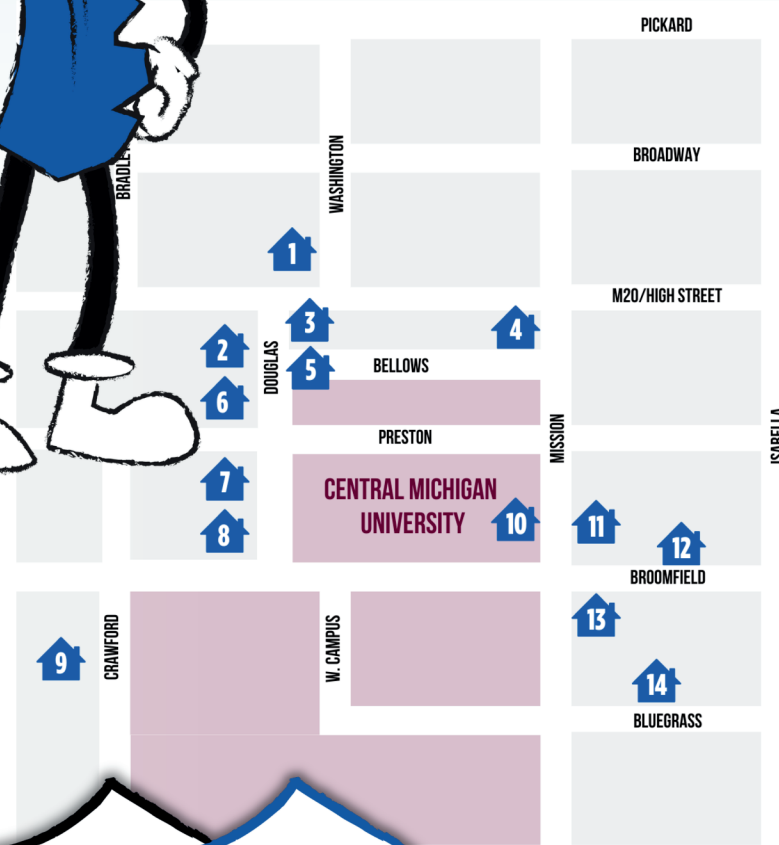 PICKARD
BROADWAY
WASHINGTON
1
M20/HIGH STREET
3
4
2
DOUGLAS
5
BELLOWS
6
PRESTON
MISSION
7
CENTRAL MICHIGAN
UNIVERSITY
10
11
8
12
BROOMFIELD
13
CRAWFORD
W. CAMPUS
9
14
BLUEGRASS